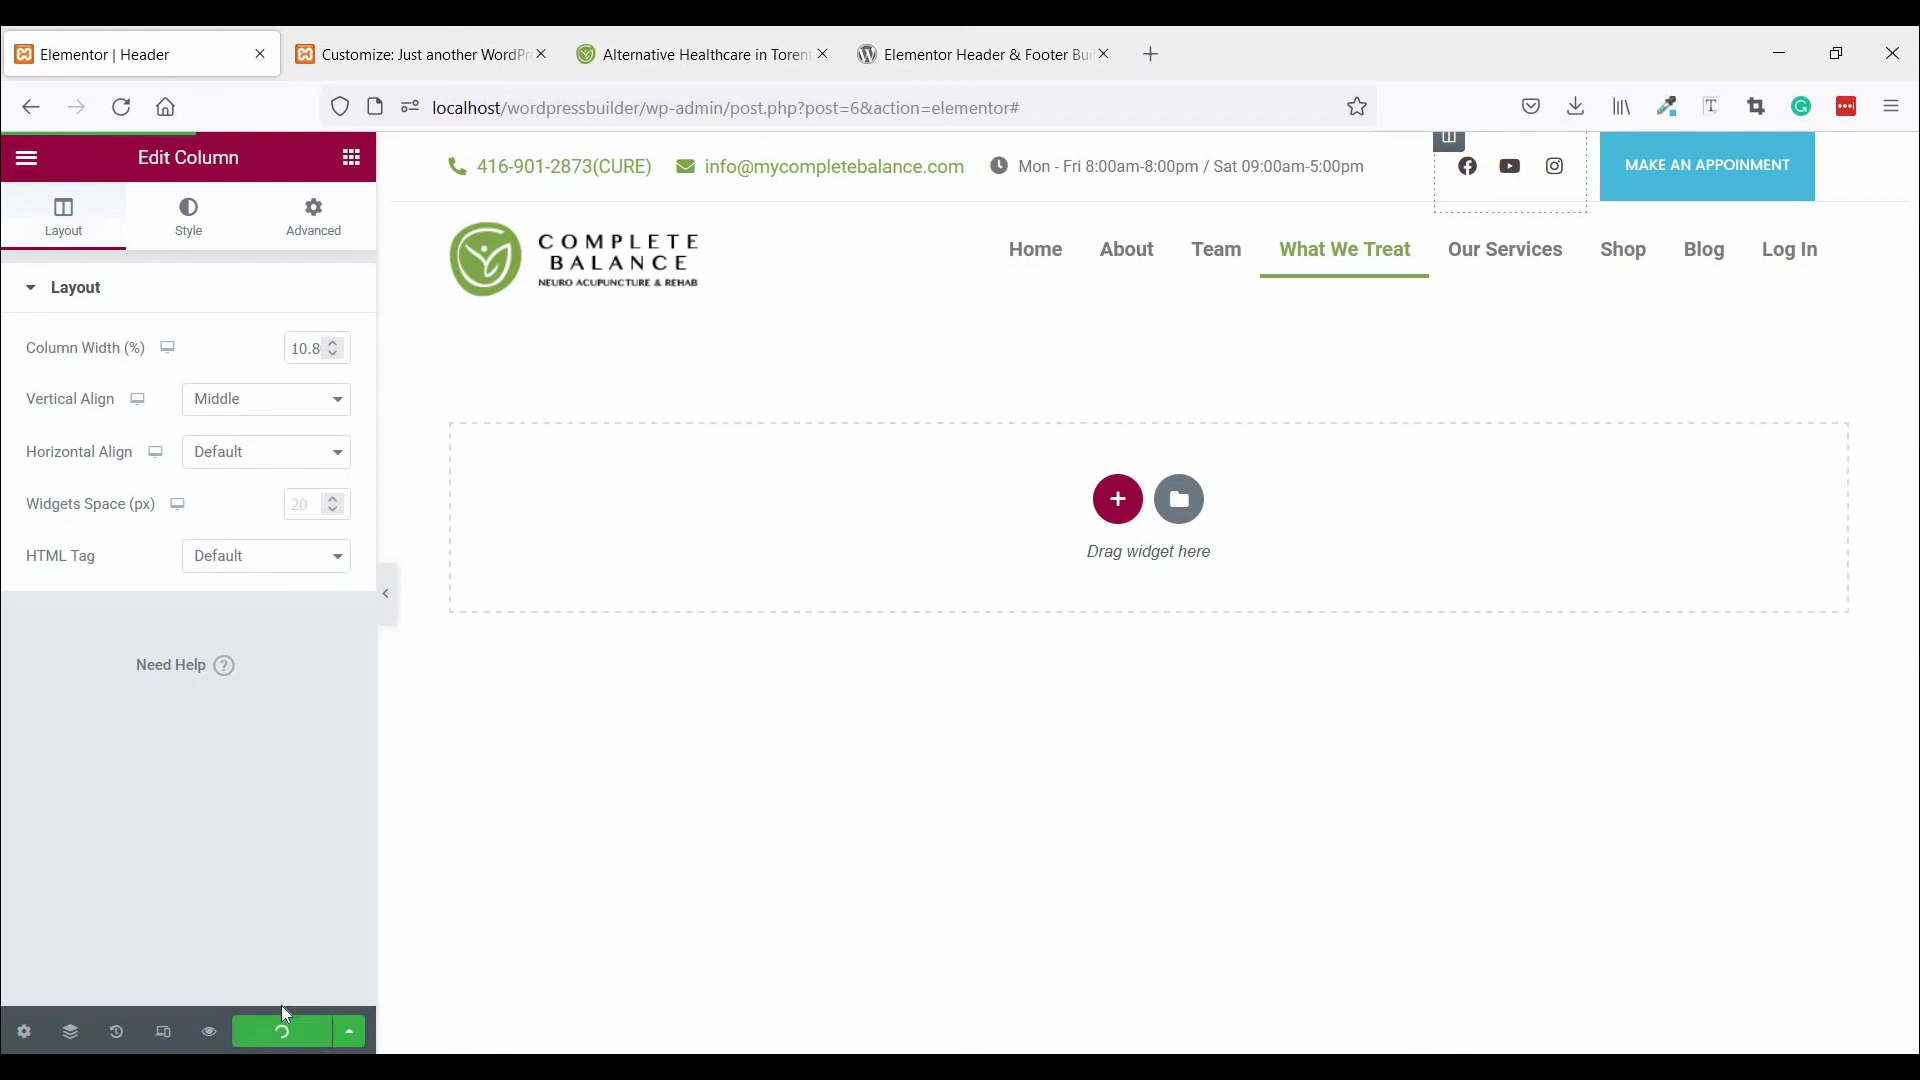 Elementor | Header
Customize: Just another WordPr
Alternative Healthcare in Toront
Elementor Header & Footer Bui
localhost/wordpressbuilder/wp-admin/post.php?post=6&action=elementor#
Edit Column
Layout
Style
Advanced
Layout
Column Width (%)
10.8
Vertical Align
Middle
Horizontal Align
Default
Widgets Space (px)
20
HTML Tag
Default
Need Help ?
416-901-2873(CURE)
info@mycompletebalance.com
Mon - Fri 8:00am-8:00pm / Sat 09:00am-5:00pm
MAKE AN APPOINMENT
COMPLETE
BALANCE
NEURO ACUPUNCTURE & REHAB
Home
About
Team
What We Treat
Our Services
Shop
Blog
Log In
Drag widget here